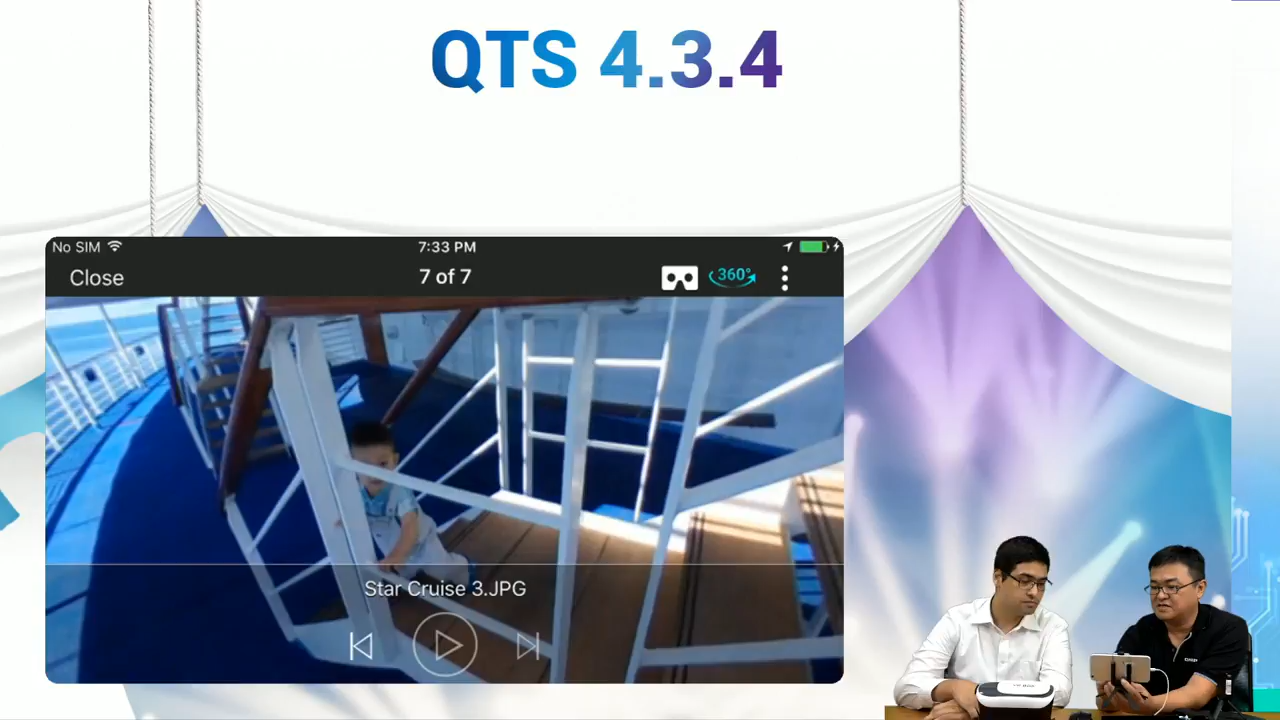 QTS 4.3.4
No SIM
7:33 PM
Close
7 of 7
360°
Star Cruise 3.JPG